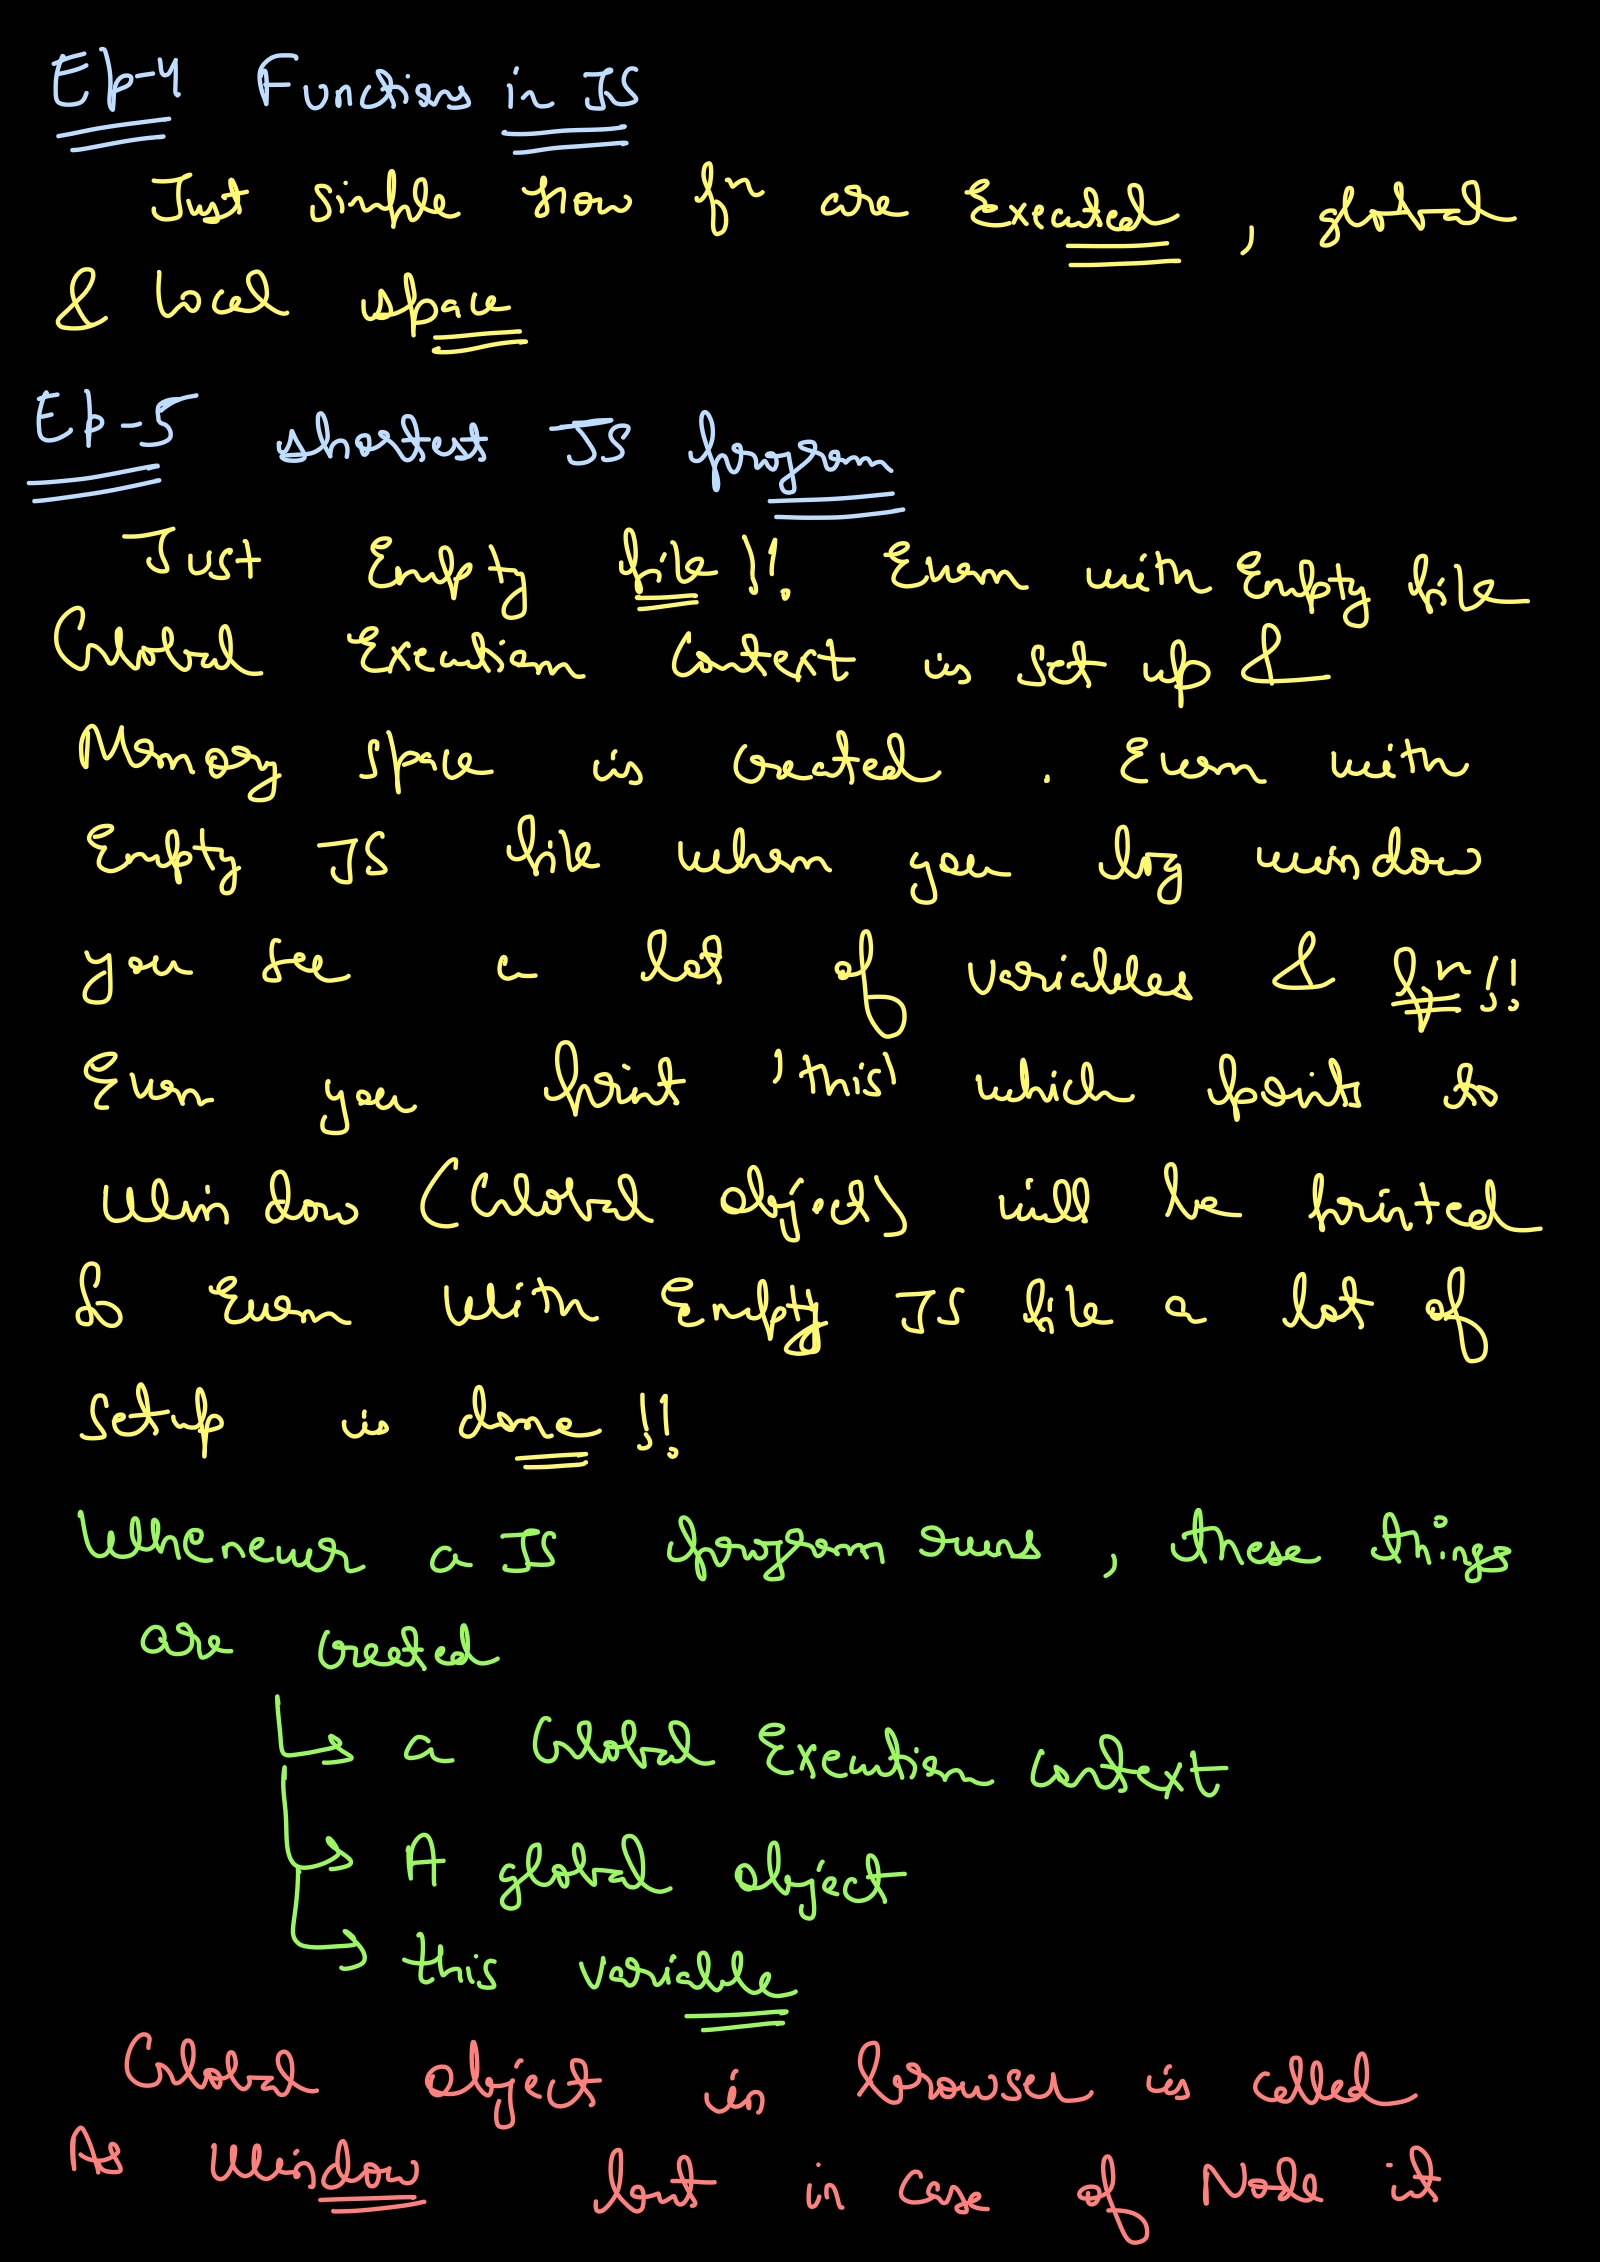 Ep-4 Functions in JS
Just simple how fn are Executed , global
& local space
Ep-5 shortest JS program
Just Empty file !! Even with Empty file
Global Execution Context is set up &
Memory space is created . Even with
Empty JS file when you log window
you see a lot of variables & fn !!
Even you print 'this' which points to
Window (Global object) will be printed
So Even With Empty JS file a lot of
setup is done !!
Whenever a JS program runs , these things
are created
↳ a Global Execution context
↳ A global object
↳ this variable
Global object in browser is called
As Window but in case of Node it